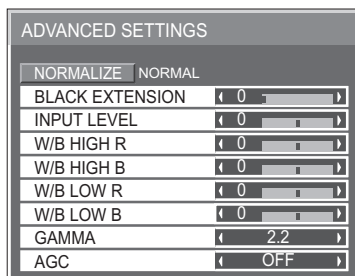 ADVANCED SETTINGS
NORMALIZE NORMAL
BLACK EXTENSION 0
INPUT LEVEL 0
W/B HIGH R 0
W/B HIGH B 0
W/B LOW R 0
W/B LOW B 0
GAMMA 2.2
AGC OFF